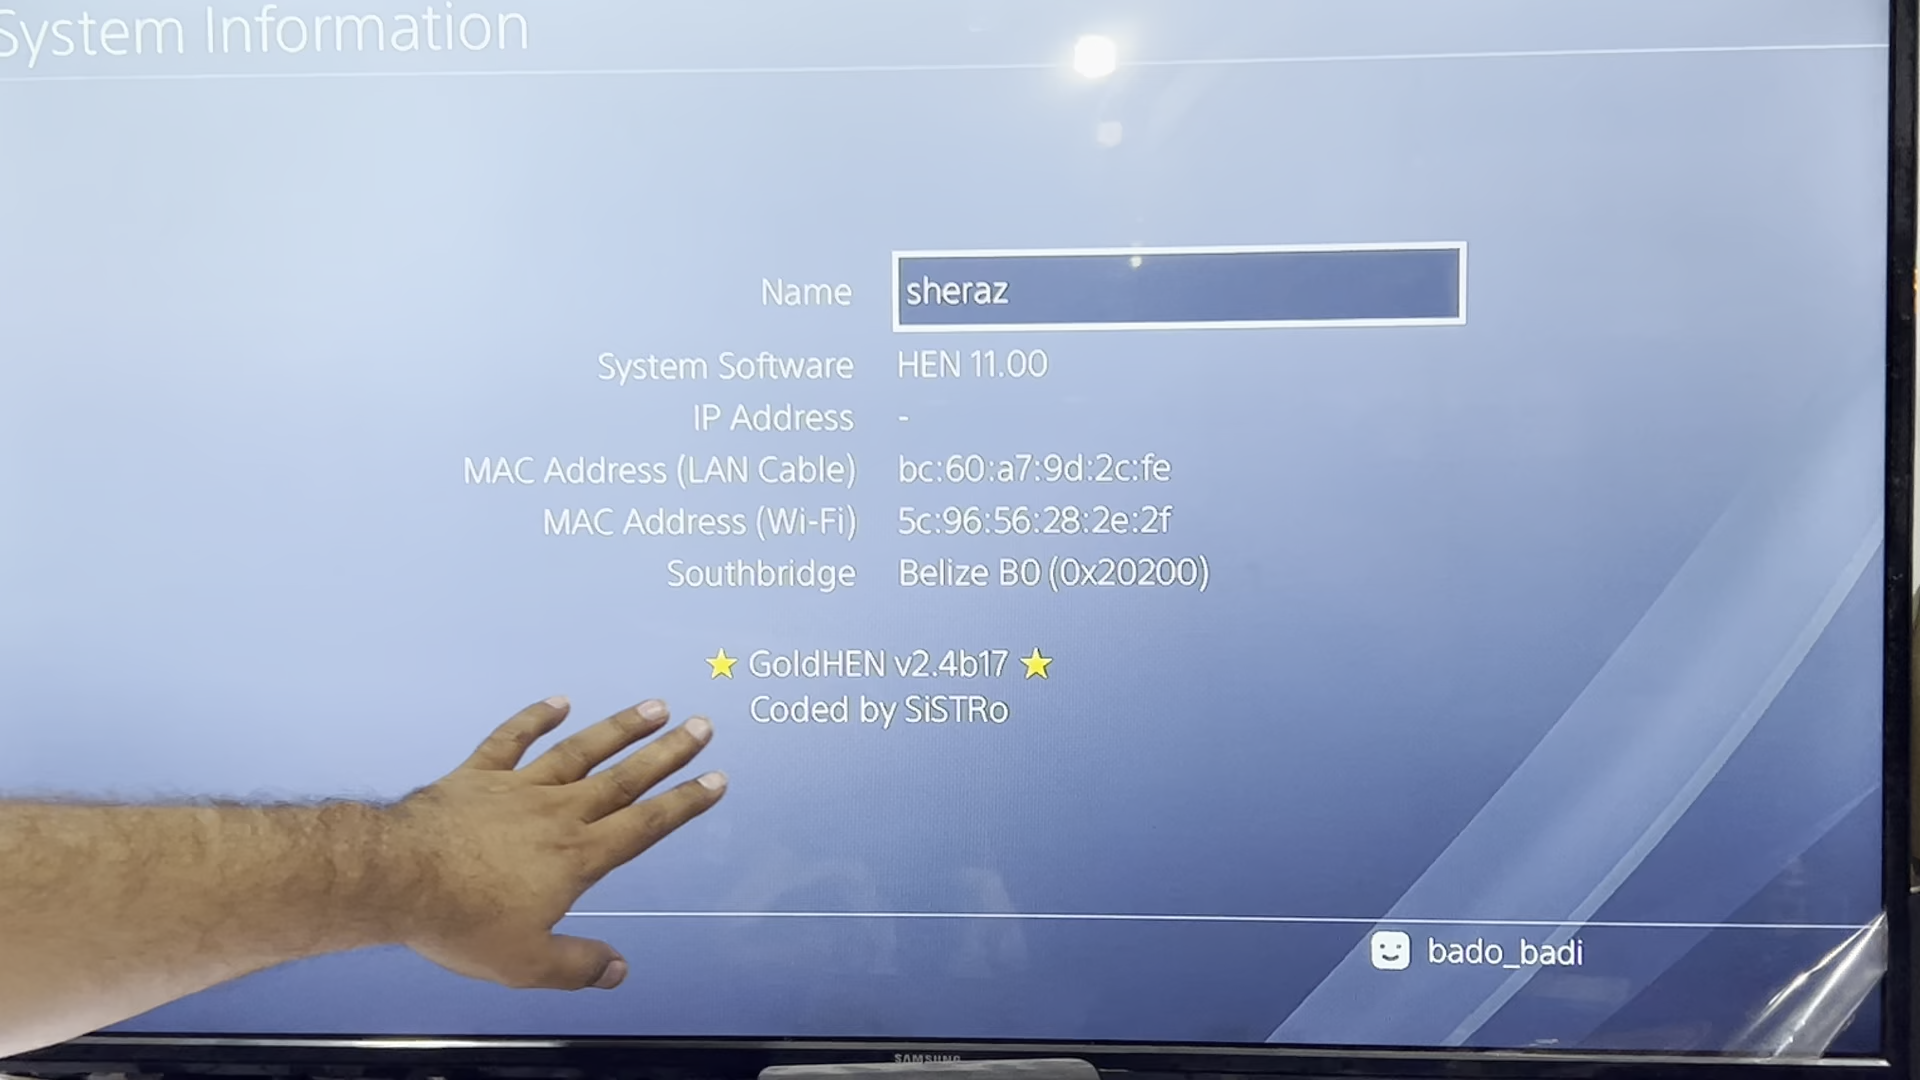 System Information
Name sheraz
System Software HEN 11.00
IP Address -
MAC Address (LAN Cable) bc:60:a7:9d:2c:fe
MAC Address (Wi-Fi) 5c:96:56:28:2e:2f
Southbridge Belize B0 (0x20200)
★ GoldHEN v2.4b17 ★
Coded by SiSTRo
bado_badi
SAMSUNG